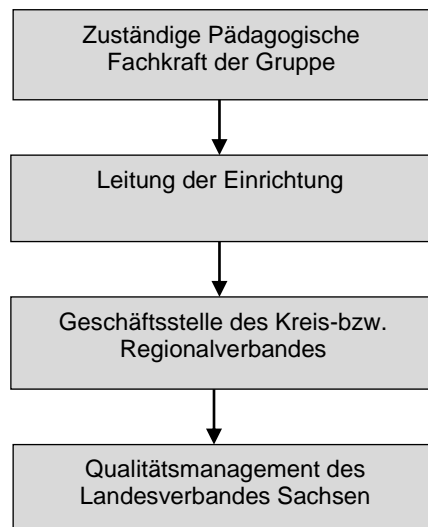 Zuständige Pädagogische
Fachkraft der Gruppe
Leitung der Einrichtung
Geschäftsstelle des Kreis-bzw.
Regionalverbandes
Qualitätsmanagement des
Landesverbandes Sachsen